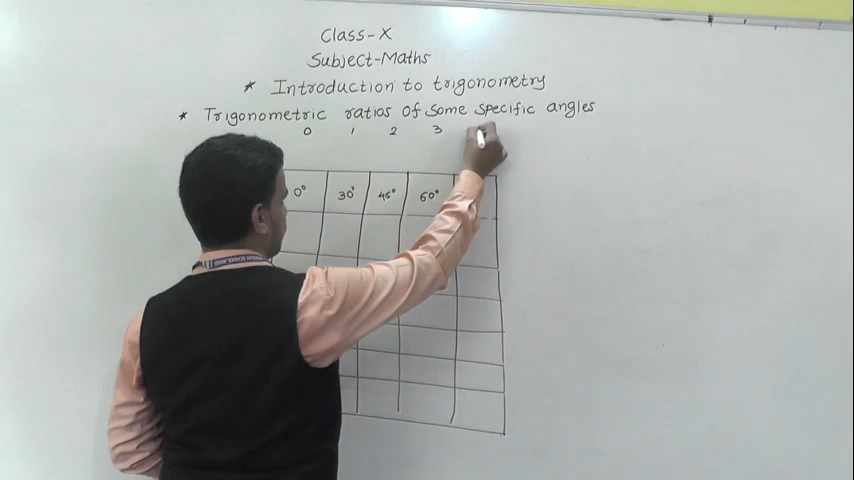 Class-X
Subject-Maths
* Introduction to trigonometry
* Trigonometric ratios of some specific angles
0 1 2 3
0° 30° 45° 60°